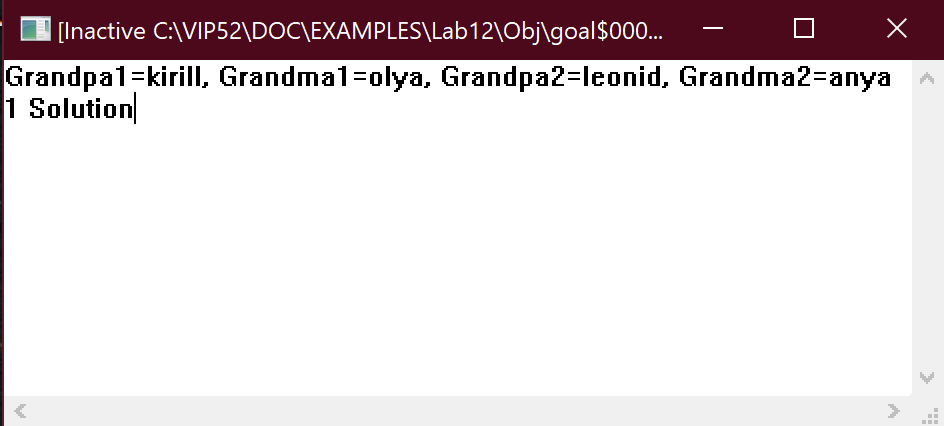 [Inactive C:\VIP52\DOC\EXAMPLES\Lab12\Obj\goal$000...
Grandpa1=kirill, Grandma1=olya, Grandpa2=leonid, Grandma2=anya
1 Solution